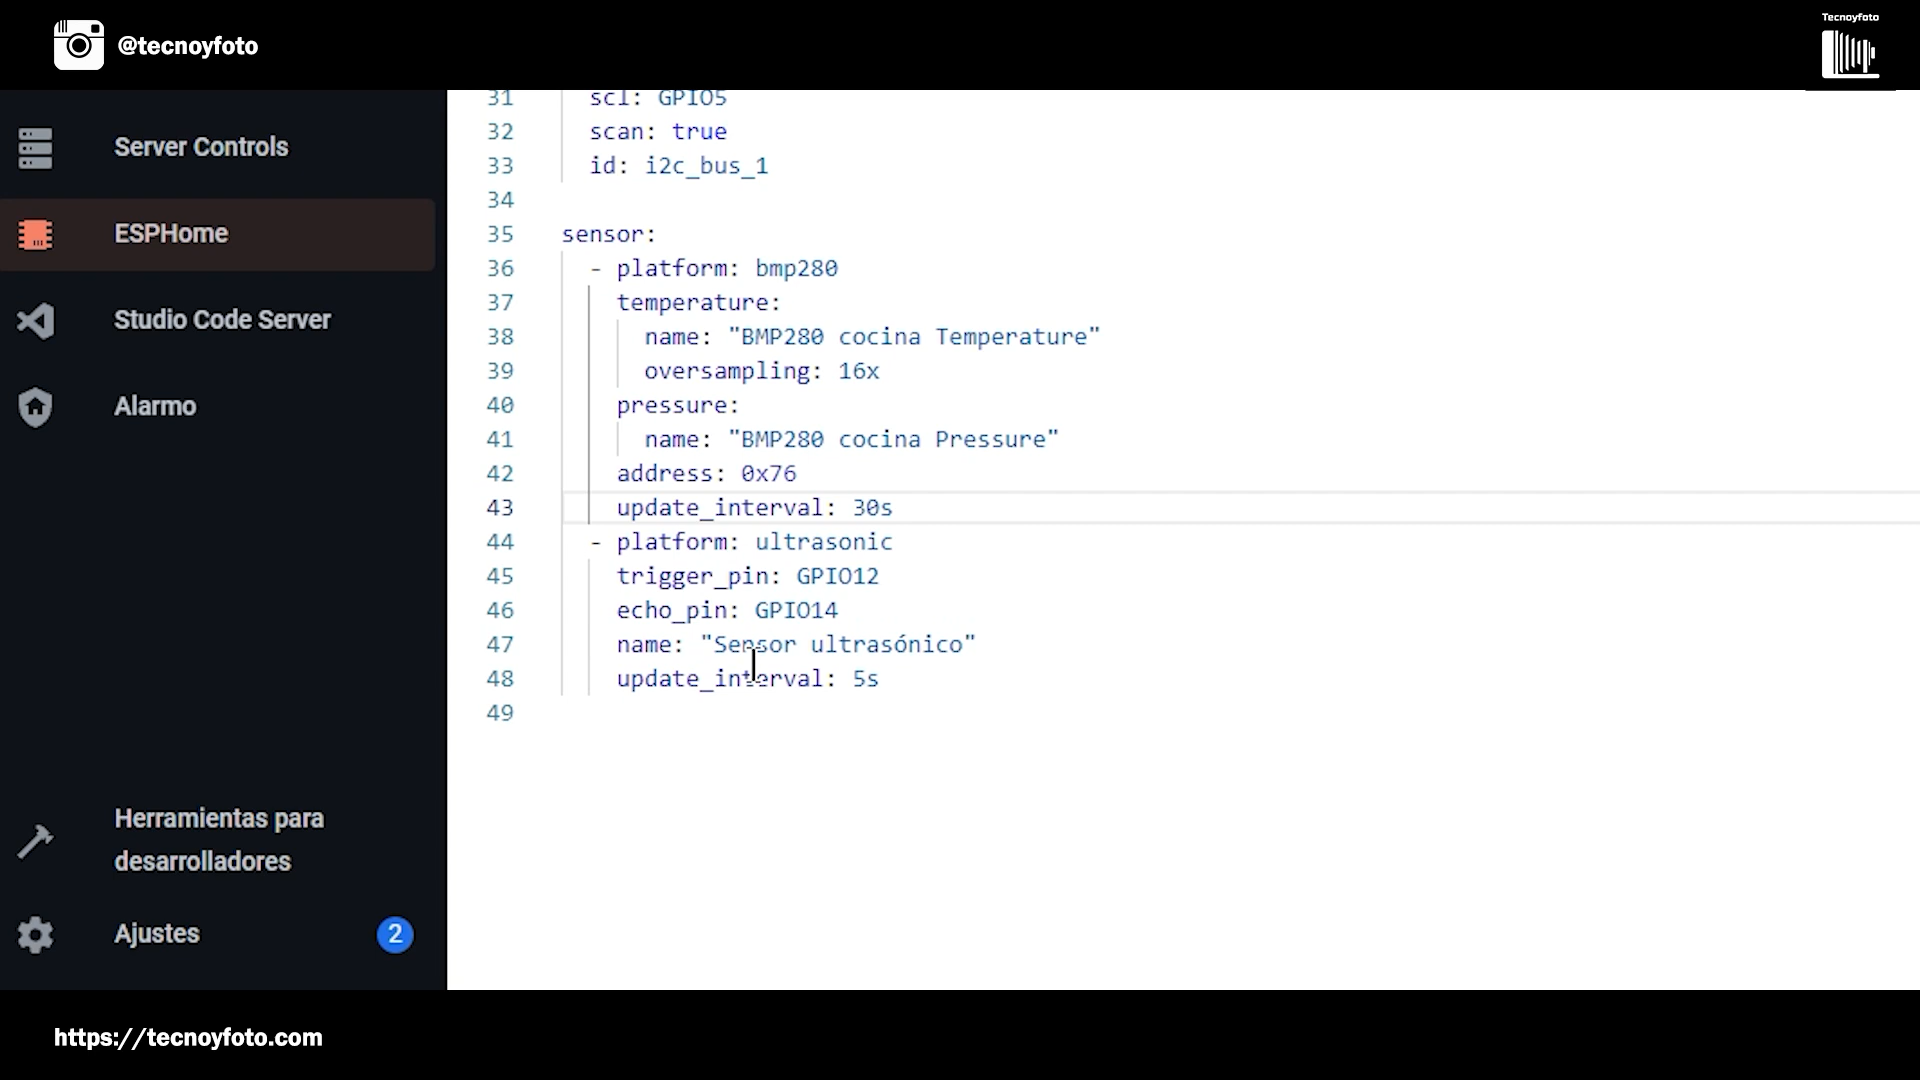 @tecnoyfoto
Tecnoyfoto
Server Controls
ESPHome
Studio Code Server
Alarmo
Herramientas para
desarrolladores
Ajustes
2
31 scl: GPIO5
32 scan: true
33 id: i2c_bus_1
34
35 sensor:
36 - platform: bmp280
37 temperature:
38 name: "BMP280 cocina Temperature"
39 oversampling: 16x
40 pressure:
41 name: "BMP280 cocina Pressure"
42 address: 0x76
43 update_interval: 30s
44 - platform: ultrasonic
45 trigger_pin: GPIO12
46 echo_pin: GPIO14
47 name: "Sensor ultrasónico"
48 update_interval: 5s
49
https://tecnoyfoto.com